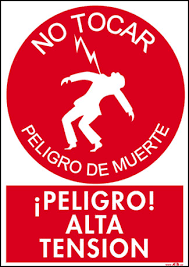 NO TOCAR
PELIGRO DE MUERTE
¡PELIGRO!
ALTA
TENSION